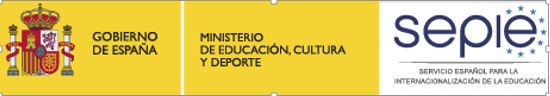 GOBIERNO
DE ESPAÑA
MINISTERIO
DE EDUCACIÓN, CULTURA
Y DEPORTE
sepie
SERVICIO ESPAÑOL PARA LA
INTERNACIONALIZACIÓN DE LA EDUCACIÓN